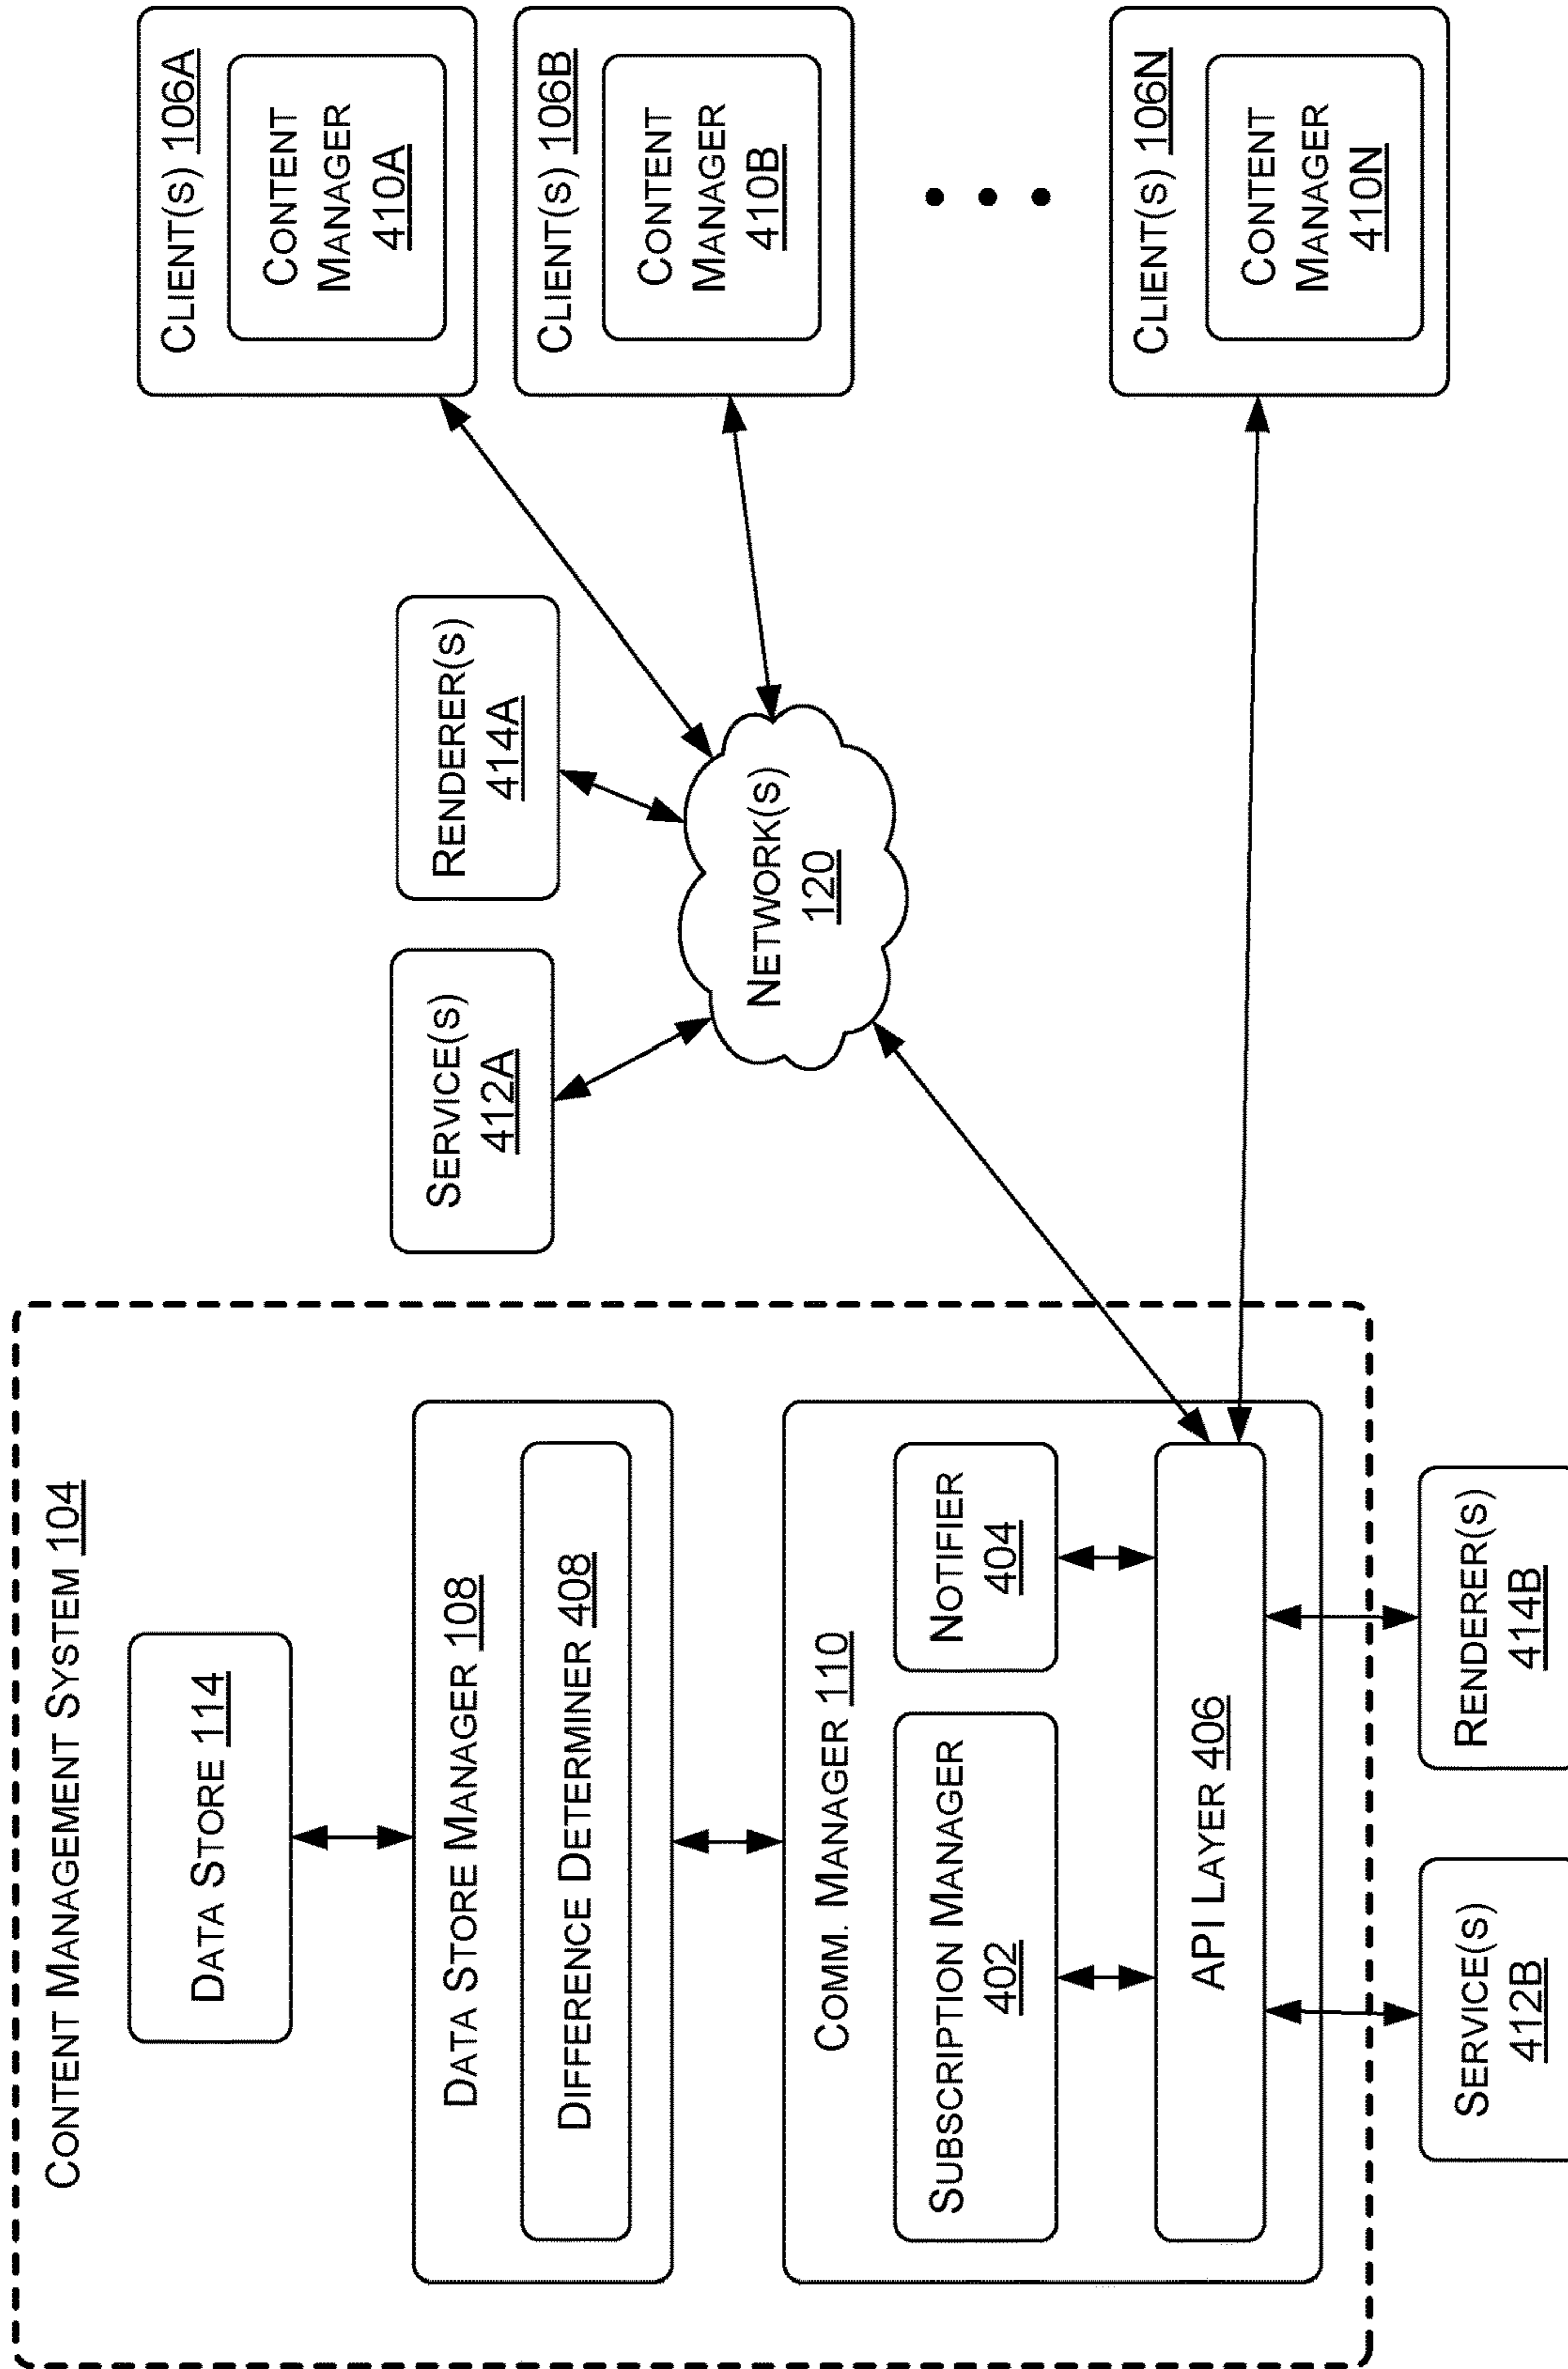 CONTENT MANAGEMENT SYSTEM 104
DATA STORE 114
DATA STORE MANAGER 108
DIFFERENCE DETERMINER 408
COMM. MANAGER 110
SUBSCRIPTION MANAGER
402
NOTIFIER
404
API LAYER 406
SERVICE(S)
412B
RENDERER(S)
414B
SERVICE(S)
412A
RENDERER(S)
414A
NETWORK(S)
120
CLIENT(S) 106A
CONTENT
MANAGER
410A
CLIENT(S) 106B
CONTENT
MANAGER
410B
CLIENT(S) 106N
CONTENT
MANAGER
410N